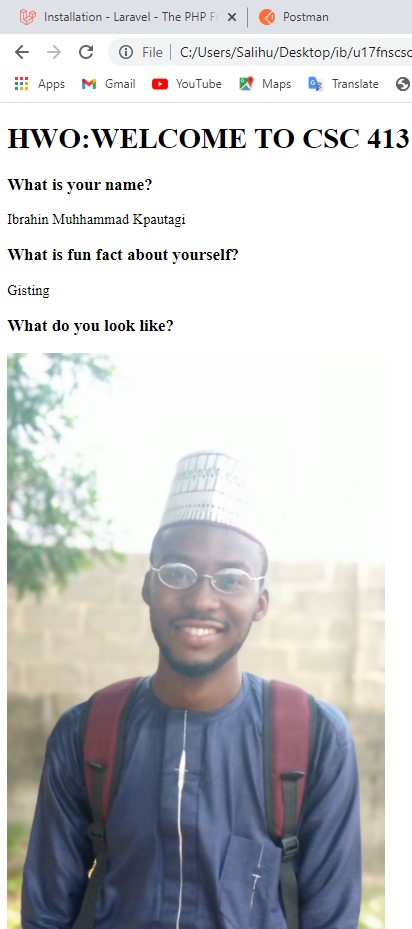 Installation - Laravel - The PHP Fr
Postman
File
C:/Users/Salihu/Desktop/ib/u17fnscsc
Apps
Gmail
YouTube
Maps
Translate
HWO:WELCOME TO CSC 413
What is your name?
Ibrahin Muhhammad Kpautagi
What is fun fact about yourself?
Gisting
What do you look like?